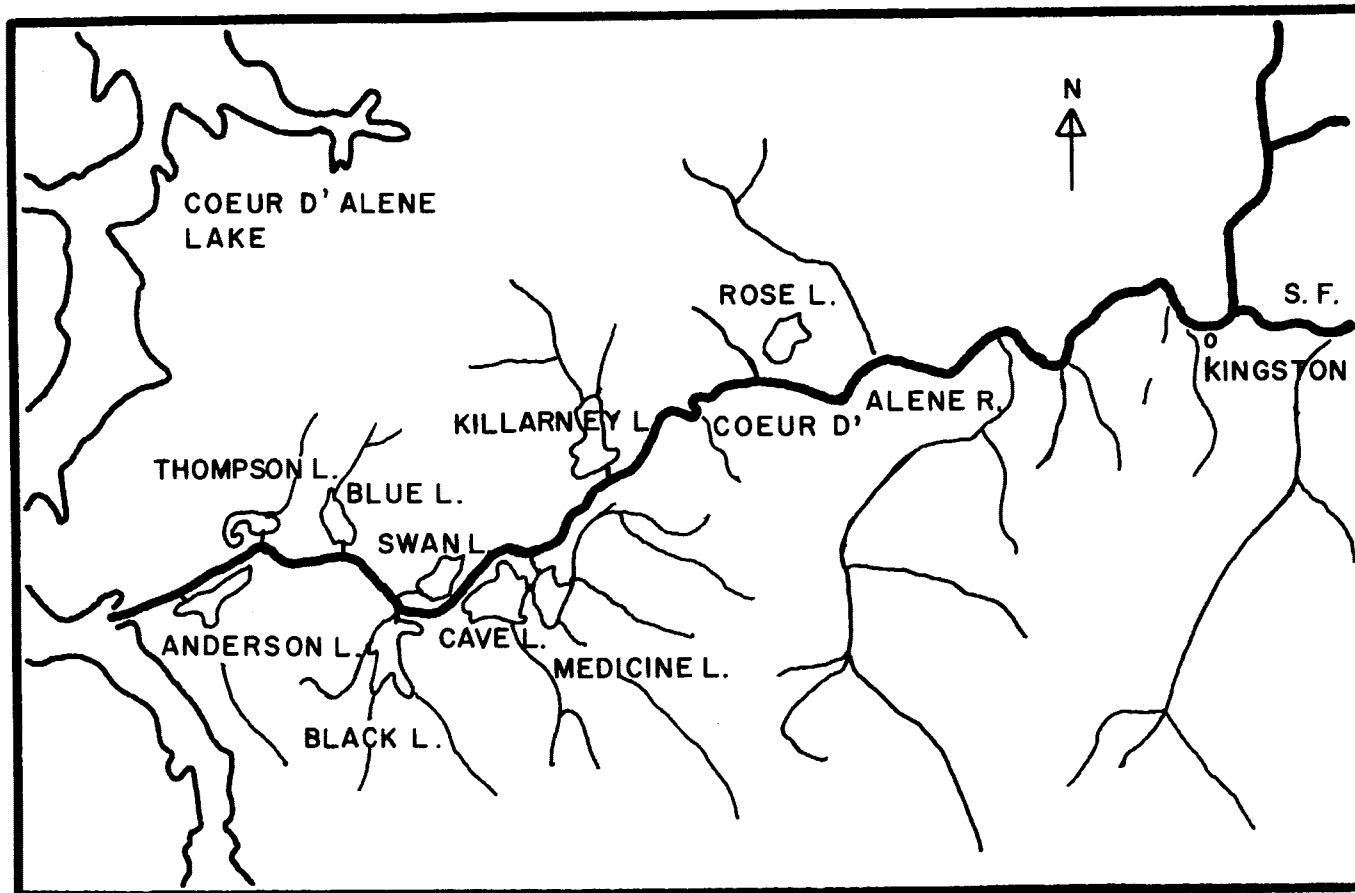 N
COEUR D' ALENE
LAKE
ROSE L.
S.F.
KINGSTON
ALENE R.
COEUR D'
KILLARNEY L.
THOMPSON L.
BLUE L.
SWAN L.
CAVE L.
ANDERSON L.
MEDICINE L.
BLACK L.